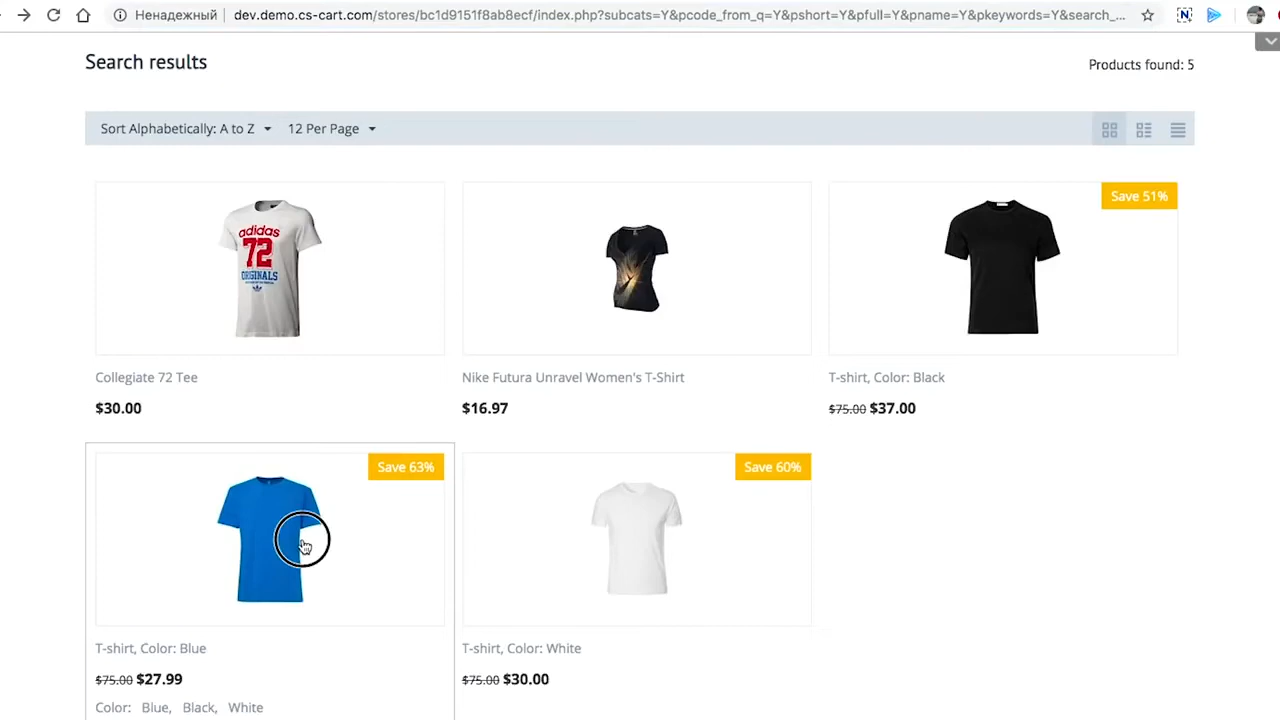 Ненадежный
dev.demo.cs-cart.com/stores/bc1d9151f8ab8ecf/index.php?subcats=Y&pcode_from_q=Y&pshort=Y&pfull=Y&pname=Y&pkeywords=Y&search_...
Search results
Products found: 5
Sort Alphabetically: A to Z
12 Per Page
adidas
72
ORIGINALS
Save 51%
Collegiate 72 Tee
Nike Futura Unravel Women's T-Shirt
T-shirt, Color: Black
$30.00
$16.97
$75.00 $37.00
Save 63%
Save 60%
T-shirt, Color: Blue
T-shirt, Color: White
$75.00 $27.99
$75.00 $30.00
Color: Blue, Black, White